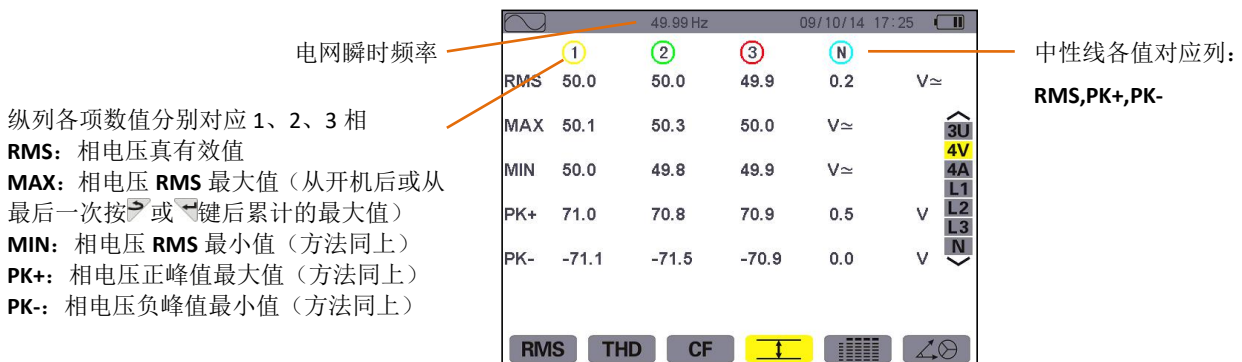 电网瞬时频率
纵列各项数值分别对应 1、2、3 相
RMS：相电压真有效值
MAX：相电压 RMS 最大值（从开机后或从
最后一次按或键后累计的最大值）
MIN：相电压 RMS 最小值（方法同上）
PK+：相电压正峰值最大值（方法同上）
PK-：相电压负峰值最小值（方法同上）
49.99 Hz 09/10/14 17:25
1 2 3 N
RMS 50.0 50.0 49.9 0.2 V≃
MAX 50.1 50.3 50.0 V≃
MIN 50.0 49.8 49.9 V≃
PK+ 71.0 70.8 70.9 0.5 V
PK- -71.1 -71.5 -70.9 0.0 V
3U
4V
4A
L1
L2
L3
N
RMS THD CF
中性线各值对应列：
RMS,PK+,PK-